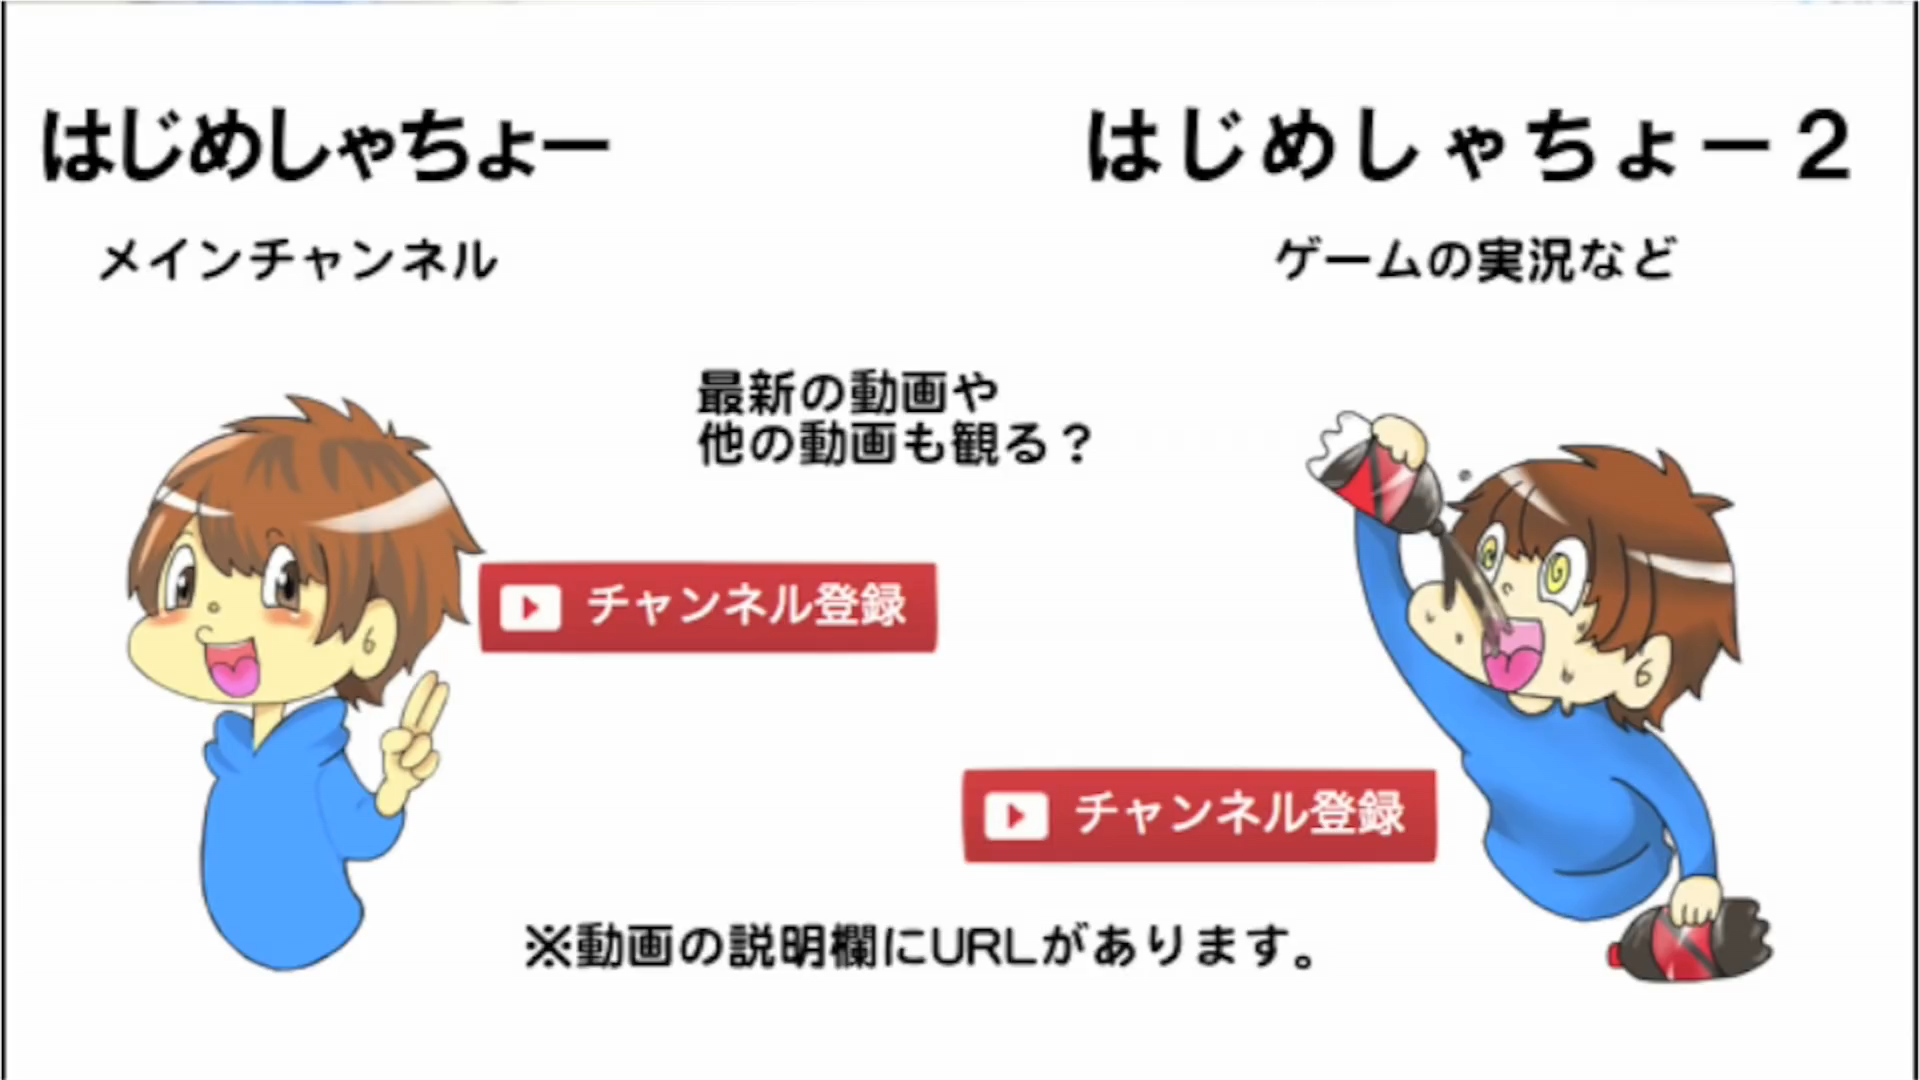 はじめしゃちょー
はじめしゃちょー２
メインチャンネル
ゲームの実況など
最新の動画や
他の動画も観る？
チャンネル登録
チャンネル登録
※動画の説明欄にURLがあります。